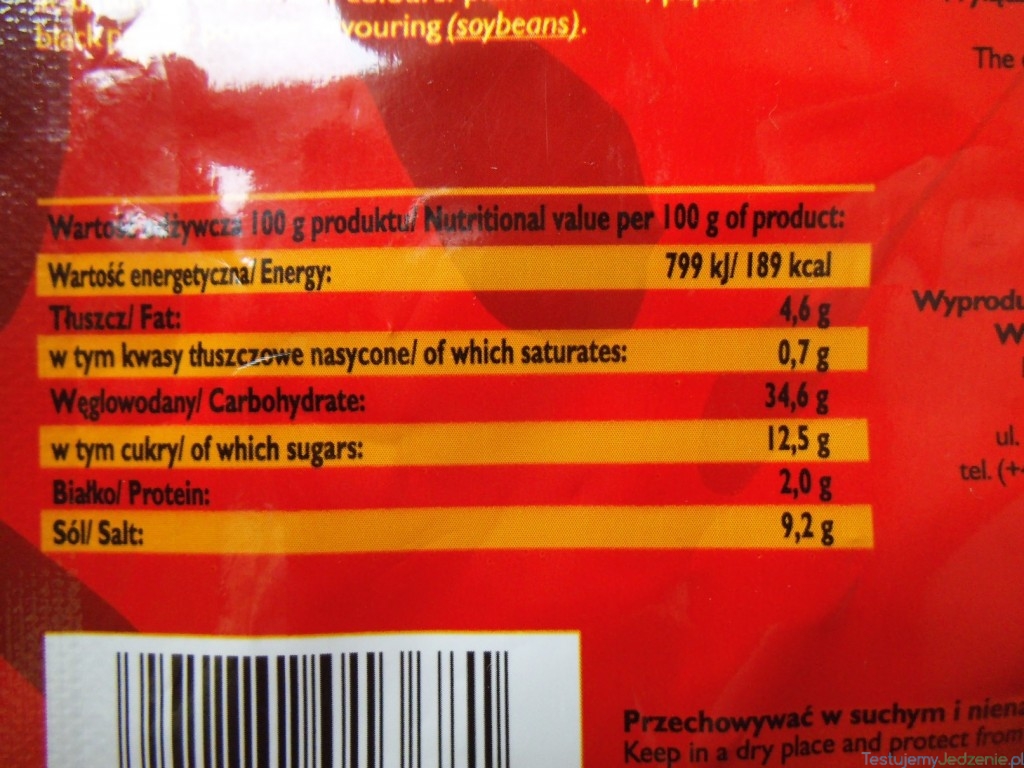 youring (soybeans).
The
Wartość odżywcza 100 g produktu/ Nutritional value per 100 g of product:
Wartość energetyczna/ Energy: 799 kJ/ 189 kcal
Tłuszcz/ Fat: 4,6 g
w tym kwasy tłuszczowe nasycone/ of which saturates: 0,7 g
Węglowodany/ Carbohydrate: 34,6 g
w tym cukry/ of which sugars: 12,5 g
Białko/ Protein: 2,0 g
Sól/ Salt: 9,2 g
Wyprodu
W
ul.
tel. (+
Przechowywać w suchym i niena
Keep in a dry place and protect from
TestujemyJedzenie.pl